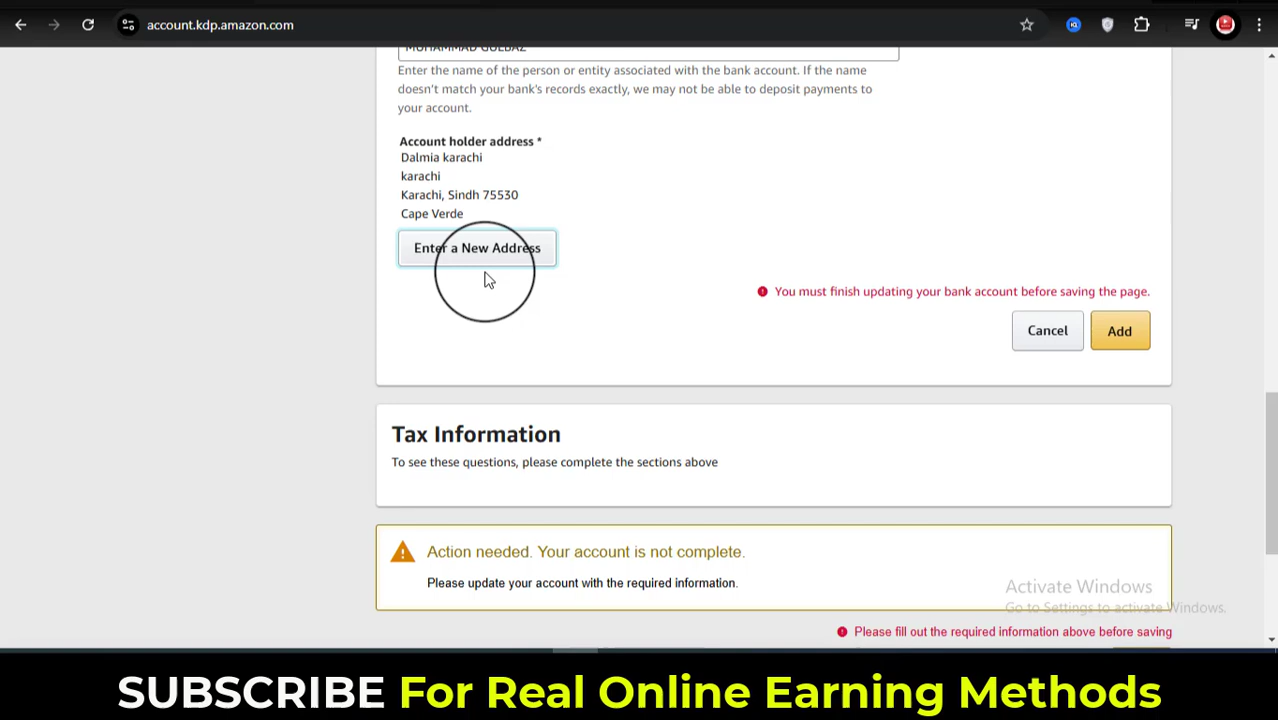 account.kdp.amazon.com
MUHAMMAD GULBAZ
Enter the name of the person or entity associated with the bank account. If the name
doesn't match your bank's records exactly, we may not be able to deposit payments to
your account.
Account holder address *
Dalmia karachi
karachi
Karachi, Sindh 75530
Cape Verde
Enter a New Address
You must finish updating your bank account before saving the page.
Cancel
Add
Tax Information
To see these questions, please complete the sections above
Action needed. Your account is not complete.
Please update your account with the required information.
Activate Windows
Go to Settings to activate Windows.
Please fill out the required information above before saving
SUBSCRIBE For Real Online Earning Methods